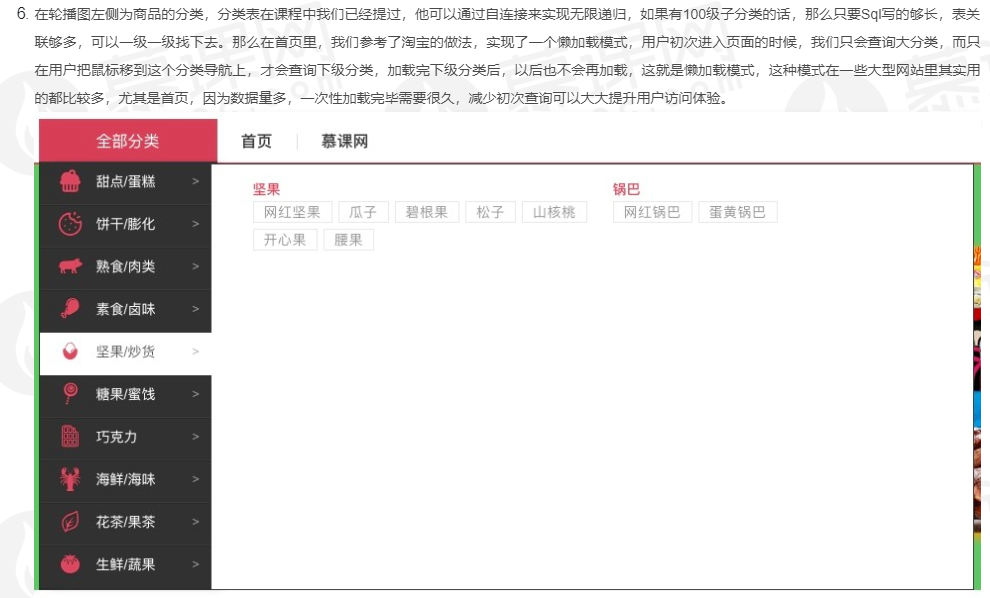 6. 在轮播图左侧为商品的分类，分类表在课程中我们已经提过，他可以通过自连接来实现无限递归，如果有100级子分类的话，那么只要Sql写的够长，表关
联够多，可以一级一级找下去。那么在首页里，我们参考了淘宝的做法，实现了一个懒加载模式，用户初次进入页面的时候，我们只会查询大分类，而只
在用户把鼠标移到这个分类导航上，才会查询下级分类，加载完下级分类后，以后也不会再加载，这就是懒加载模式，这种模式在一些大型网站里其实用
的都比较多，尤其是首页，因为数据量多，一次性加载完毕需要很久，减少初次查询可以大大提升用户访问体验。
全部分类 首页 慕课网
甜点/蛋糕 >
饼干/膨化 >
熟食/肉类 >
素食/卤味 >
坚果/炒货 >
糖果/蜜饯 >
巧克力 >
海鲜/海味 >
花茶/果茶 >
生鲜/蔬果 >
坚果
网红坚果 瓜子 碧根果 松子 山核桃
开心果 腰果
锅巴
网红锅巴 蛋黄锅巴